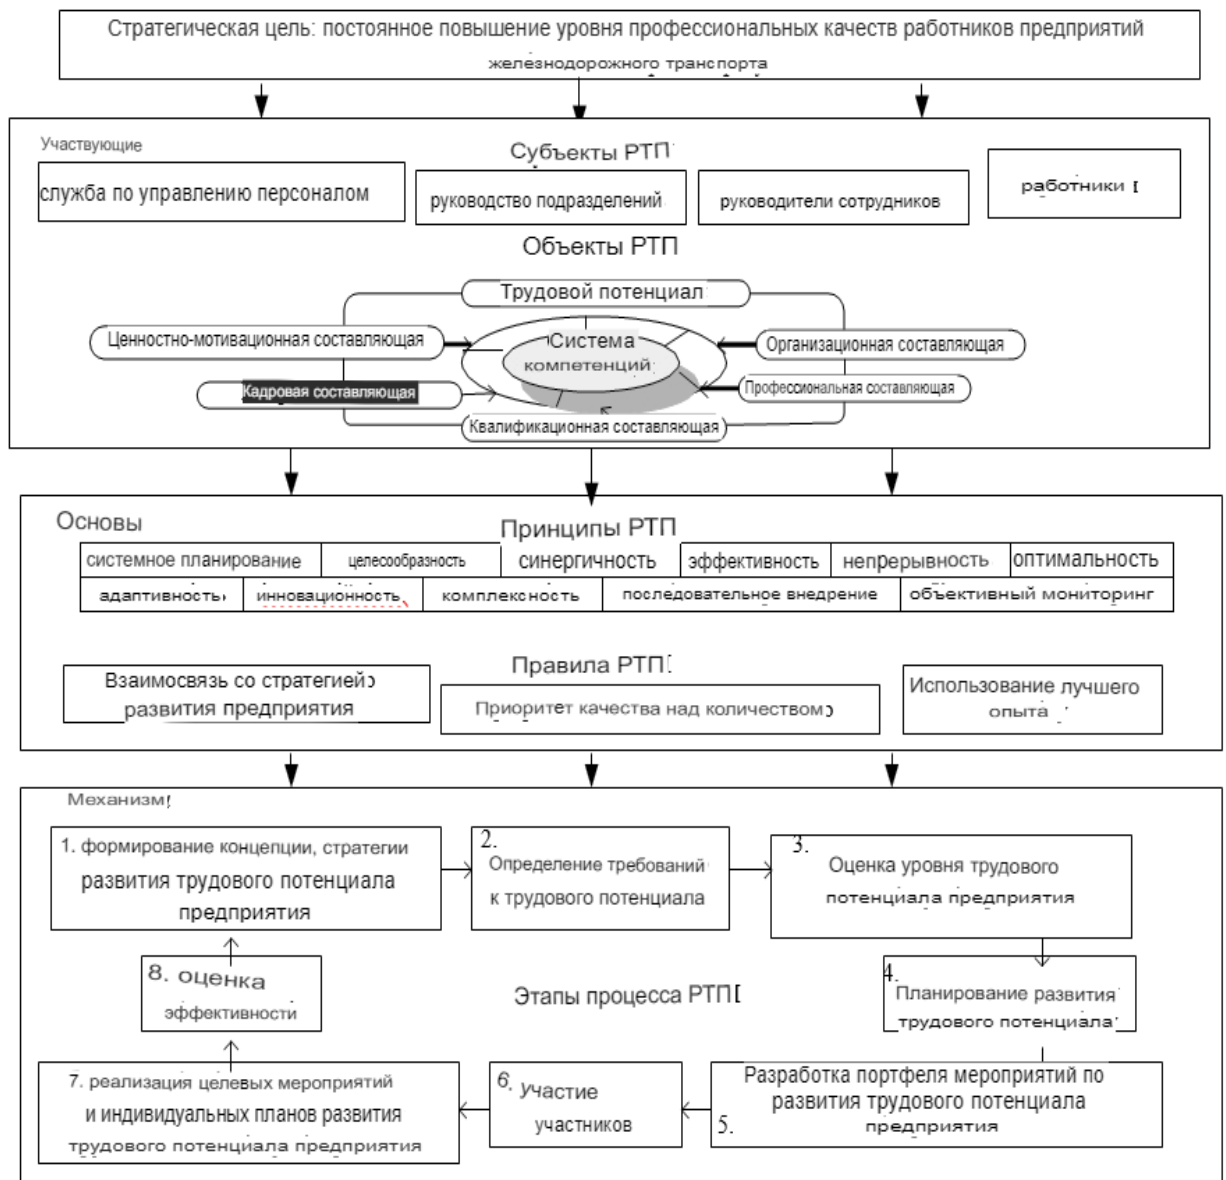 Стратегическая цель: постоянное повышение уровня профессиональных качеств работников предприятий
железнодорожного транспорта
Участвующие
Субъекты РТП
служба по управлению персоналом
руководство подразделений
руководители сотрудников
работники
Объекты РТП
Трудовой потенциал
Ценностно-мотивационная составляющая
Система
компетенций
Организационная составляющая
Кадровая составляющая
Профессиональная составляющая
Квалификационная составляющая
Основы
Принципы РТП
системное планирование
целесообразность
синергичность
эффективность
непрерывность
оптимальность
адаптивность
инновационность
комплексность
последовательное внедрение
объективный мониторинг
Правила РТП
Взаимосвязь со стратегией
развития предприятия
Приоритет качества над количеством
Использование лучшего
опыта
Механизм
1. формирование концепции, стратегии
развития трудового потенциала
предприятия
2.
Определение требований
к трудового потенциала
3.
Оценка уровня трудового
потенциала предприятия
4.
Планирование развития
трудового потенциала
Этапы процесса РТП
8. оценка
эффективности
7. реализация целевых мероприятий
и индивидуальных планов развития
трудового потенциала предприятия
6. участие
участников
Разработка портфеля мероприятий по
развития трудового потенциала
5. предприятия